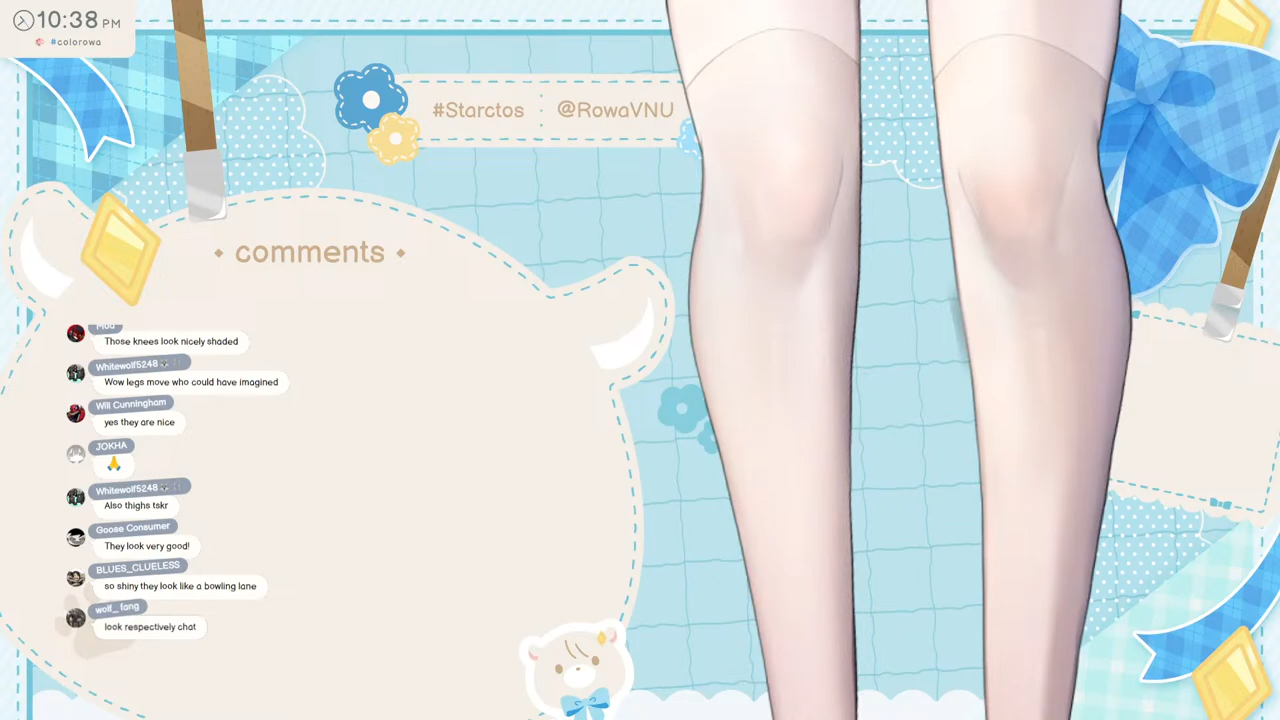 10:38 PM
#colorowa
#Starctos : @RowaVNU
comments
Mod
Those knees look nicely shaded
Whitewolf5248
Wow legs move who could have imagined
Will Cunningham
yes they are nice
JOKHA
🙏
Whitewolf5248
Also thighs tskr
Goose Consumer
They look very good!
BLUES_CLUELESS
so shiny they look like a bowling lane
wolf_fang
look respectively chat